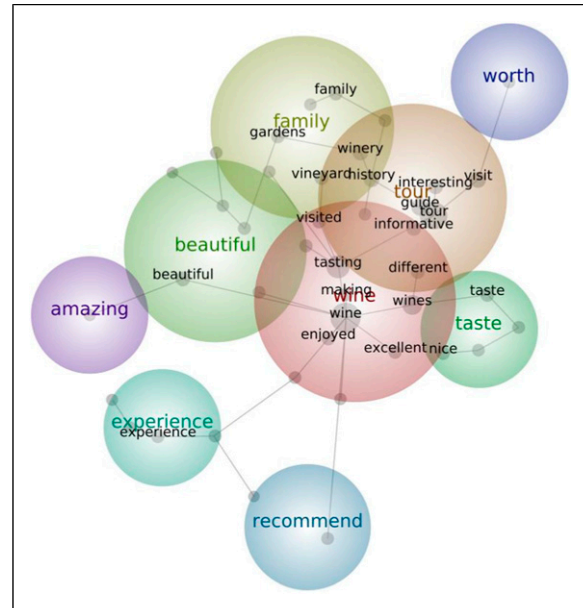 worth
family
family
gardens
winery
vineyard
history
interesting
visit
tour
guide
tour
visited
informative
beautiful
tasting
different
beautiful
making
wine
taste
wines
amazing
wine
taste
enjoyed
excellent
nice
experience
experience
recommend